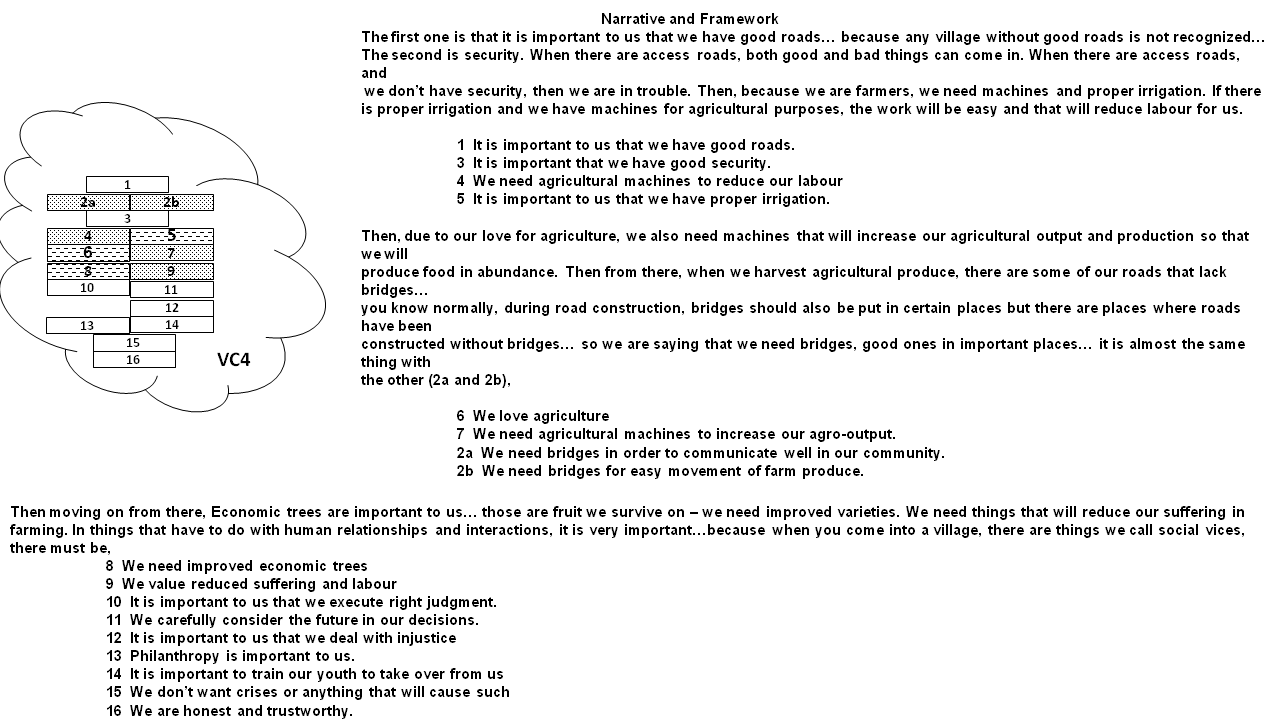 Narrative and Framework
The first one is that it is important to us that we have good roads… because any village without good roads is not recognized…
The second is security. When there are access roads, both good and bad things can come in. When there are access roads,
and
we don't have security, then we are in trouble. Then, because we are farmers, we need machines and proper irrigation. If there
is proper irrigation and we have machines for agricultural purposes, the work will be easy and that will reduce labour for us.
1 It is important to us that we have good roads.
3 It is important that we have good security.
4 We need agricultural machines to reduce our labour
5 It is important to us that we have proper irrigation.
Then, due to our love for agriculture, we also need machines that will increase our agricultural output and production so that
we will
produce food in abundance. Then from there, when we harvest agricultural produce, there are some of our roads that lack
bridges…
you know normally, during road construction, bridges should also be put in certain places but there are places where roads
have been
constructed without bridges… so we are saying that we need bridges, good ones in important places… it is almost the same
thing with
the other (2a and 2b),
6 We love agriculture
7 We need agricultural machines to increase our agro-output.
2a We need bridges in order to communicate well in our community.
2b We need bridges for easy movement of farm produce.
1
2a 2b
3
4 5
6 7
8 9
10 11
12
13 14
15
16
VC4
Then moving on from there, Economic trees are important to us… those are fruit we survive on – we need improved varieties. We need things that will reduce our suffering in
farming. In things that have to do with human relationships and interactions, it is very important…because when you come into a village, there are things we call social vices,
there must be,
8 We need improved economic trees
9 We value reduced suffering and labour
10 It is important to us that we execute right judgment.
11 We carefully consider the future in our decisions.
12 It is important to us that we deal with injustice
13 Philanthropy is important to us.
14 It is important to train our youth to take over from us
15 We don't want crises or anything that will cause such
16 We are honest and trustworthy.